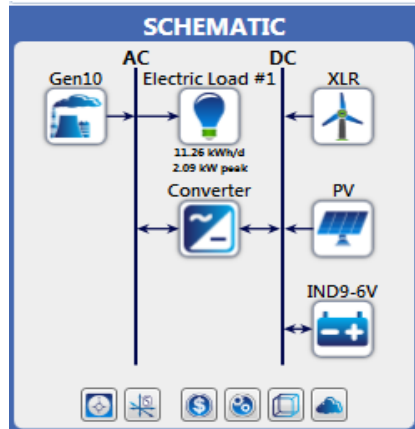 SCHEMATIC
AC DC
Gen10 Electric Load #1 XLR
11.26 kWh/d
2.09 kW peak
Converter PV
IND9-6V